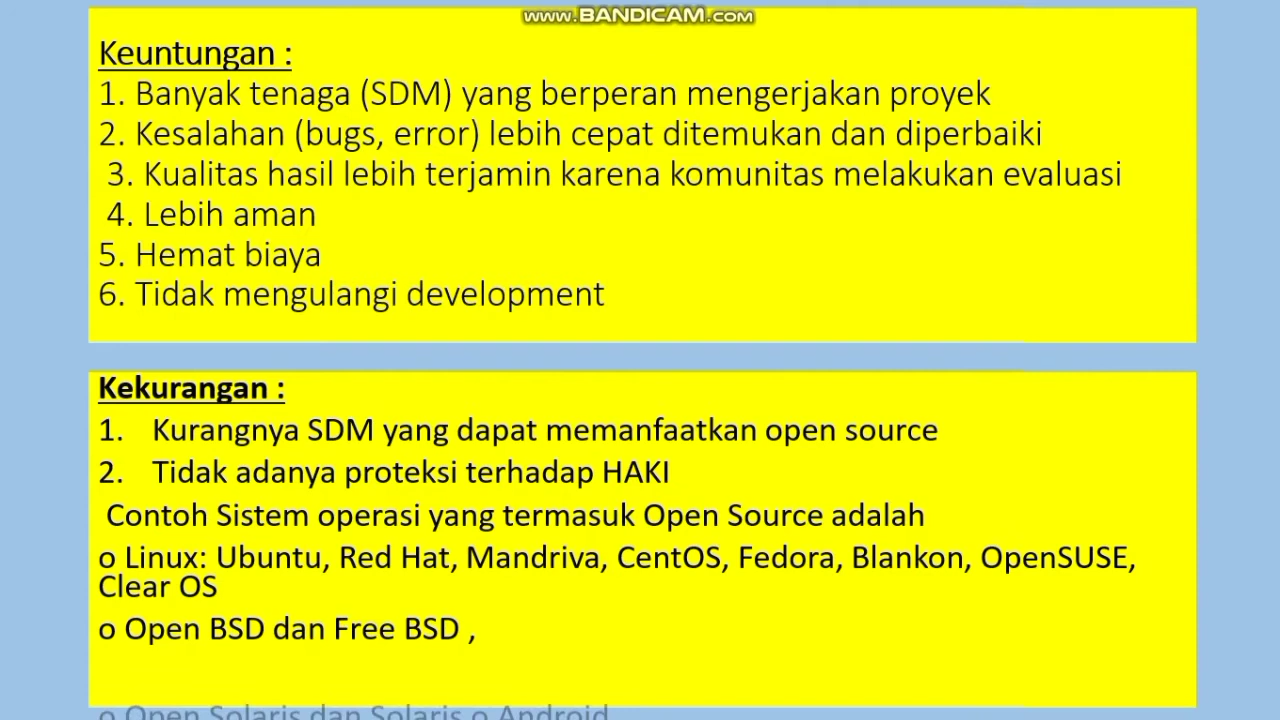 www.BANDICAM.com
Keuntungan :
1. Banyak tenaga (SDM) yang berperan mengerjakan proyek
2. Kesalahan (bugs, error) lebih cepat ditemukan dan diperbaiki
3. Kualitas hasil lebih terjamin karena komunitas melakukan evaluasi
4. Lebih aman
5. Hemat biaya
6. Tidak mengulangi development
Kekurangan :
1. Kurangnya SDM yang dapat memanfaatkan open source
2. Tidak adanya proteksi terhadap HAKI
Contoh Sistem operasi yang termasuk Open Source adalah
o Linux: Ubuntu, Red Hat, Mandriva, CentOS, Fedora, Blankon, OpenSUSE,
Clear OS
o Open BSD dan Free BSD ,
o Open Solaris dan Solaris o Android